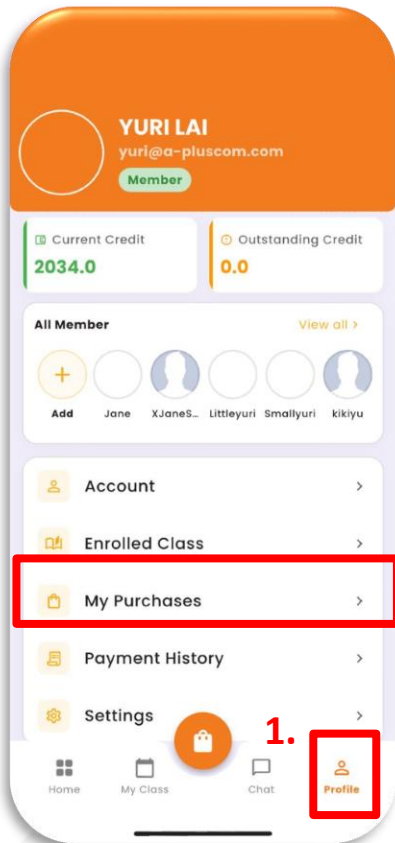 YURI LAI
yuri@a-pluscom.com
Member
Current Credit
2034.0
Outstanding Credit
0.0
All Member
View all >
Add
Jane
XJaneS...
Littleyuri
Smallyuri
kikiyu
Account
Enrolled Class
My Purchases
Payment History
Settings
1.
Home
My Class
Chat
Profile